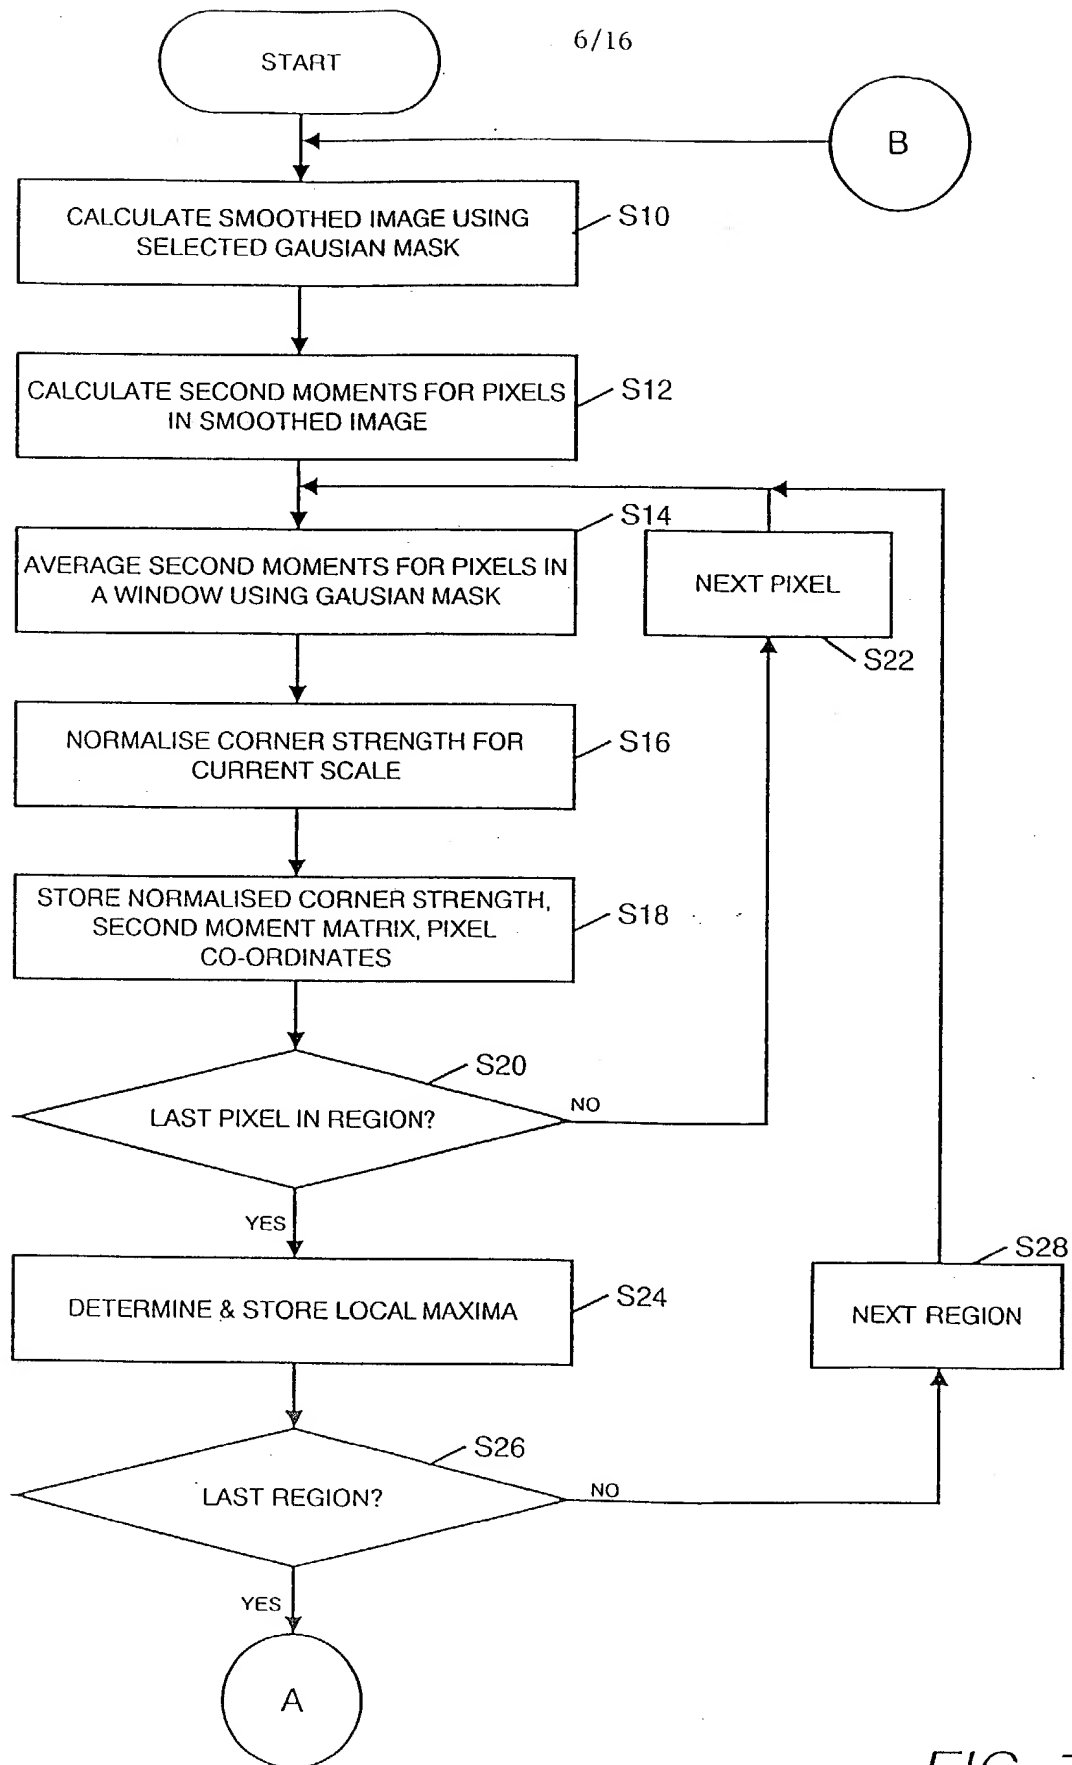 6/16
START
B
CALCULATE SMOOTHED IMAGE USING
SELECTED GAUSIAN MASK
S10
CALCULATE SECOND MOMENTS FOR PIXELS
IN SMOOTHED IMAGE
S12
S14
AVERAGE SECOND MOMENTS FOR PIXELS IN
A WINDOW USING GAUSIAN MASK
NEXT PIXEL
S22
NORMALISE CORNER STRENGTH FOR
CURRENT SCALE
S16
STORE NORMALISED CORNER STRENGTH,
SECOND MOMENT MATRIX, PIXEL
CO-ORDINATES
S18
S20
LAST PIXEL IN REGION?
NO
YES
DETERMINE & STORE LOCAL MAXIMA
S24
S28
NEXT REGION
S26
LAST REGION?
NO
YES
A
FIG.